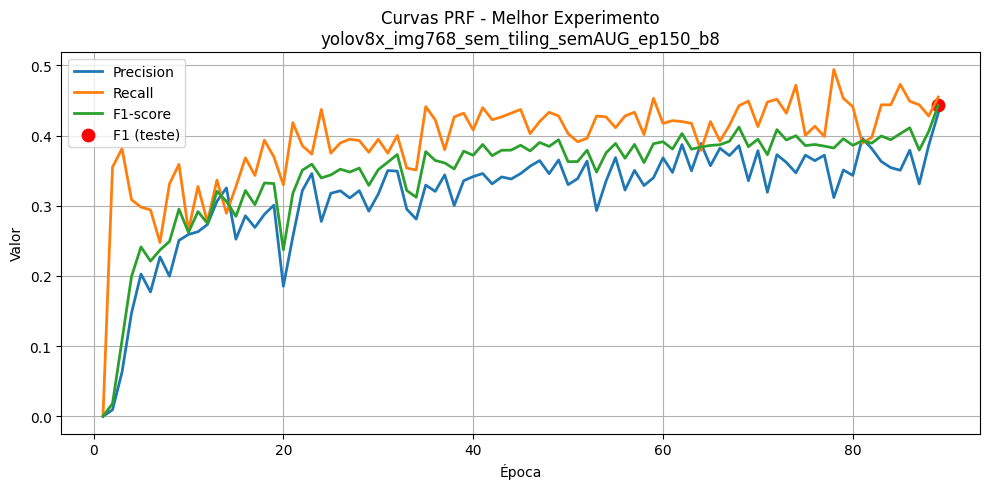 Curvas PRF - Melhor Experimento
yolov8x_img768_sem_tiling_semAUG_ep150_b8
Precision
Recall
F1-score
F1 (teste)
Valor
0.5
0.4
0.3
0.2
0.1
0.0
0 20 40 60 80
Época